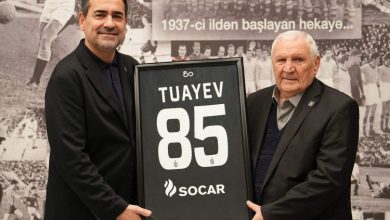 1937-ci ildən başlayan hekayə...
TUAYEV
85
SOCAR